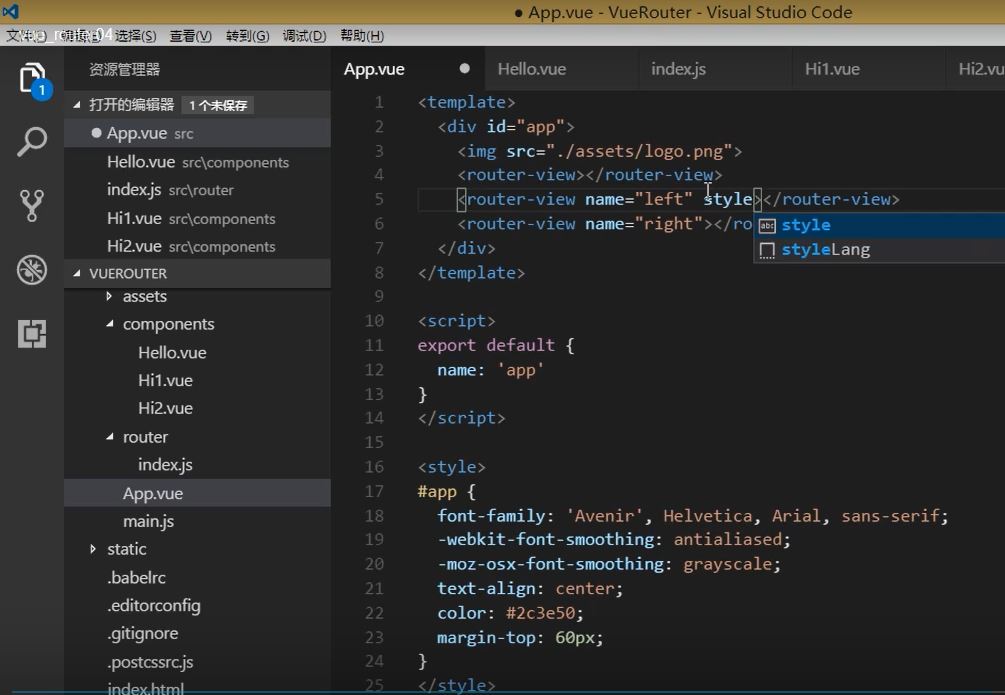 ● App.vue - VueRouter - Visual Studio Code
选择(S) 查看(V) 转到(G) 调试(D) 帮助(H)
1
资源管理器
打开的编辑器 1 个未保存
● App.vue src
Hello.vue src\components
index.js src\router
Hi1.vue src\components
Hi2.vue src\components
VUEROUTER
assets
components
Hello.vue
Hi1.vue
Hi2.vue
router
index.js
App.vue
main.js
static
.babelrc
.editorconfig
.gitignore
.postcssrc.js
index.html
App.vue ● Hello.vue index.js Hi1.vue Hi2.vu
1 <template>
2 <div id="app">
3 <img src="./assets/logo.png">
4 <router-view></router-view>
5 <router-view name="left" style></router-view>
6 <router-view name="right"></ro
abc style
styleLang
7 </div>
8 </template>
9
10 <script>
11 export default {
12 name: 'app'
13 }
14 </script>
15
16 <style>
17 #app {
18 font-family: 'Avenir', Helvetica, Arial, sans-serif;
19 -webkit-font-smoothing: antialiased;
20 -moz-osx-font-smoothing: grayscale;
21 text-align: center;
22 color: #2c3e50;
23 margin-top: 60px;
24 }
25 </style>